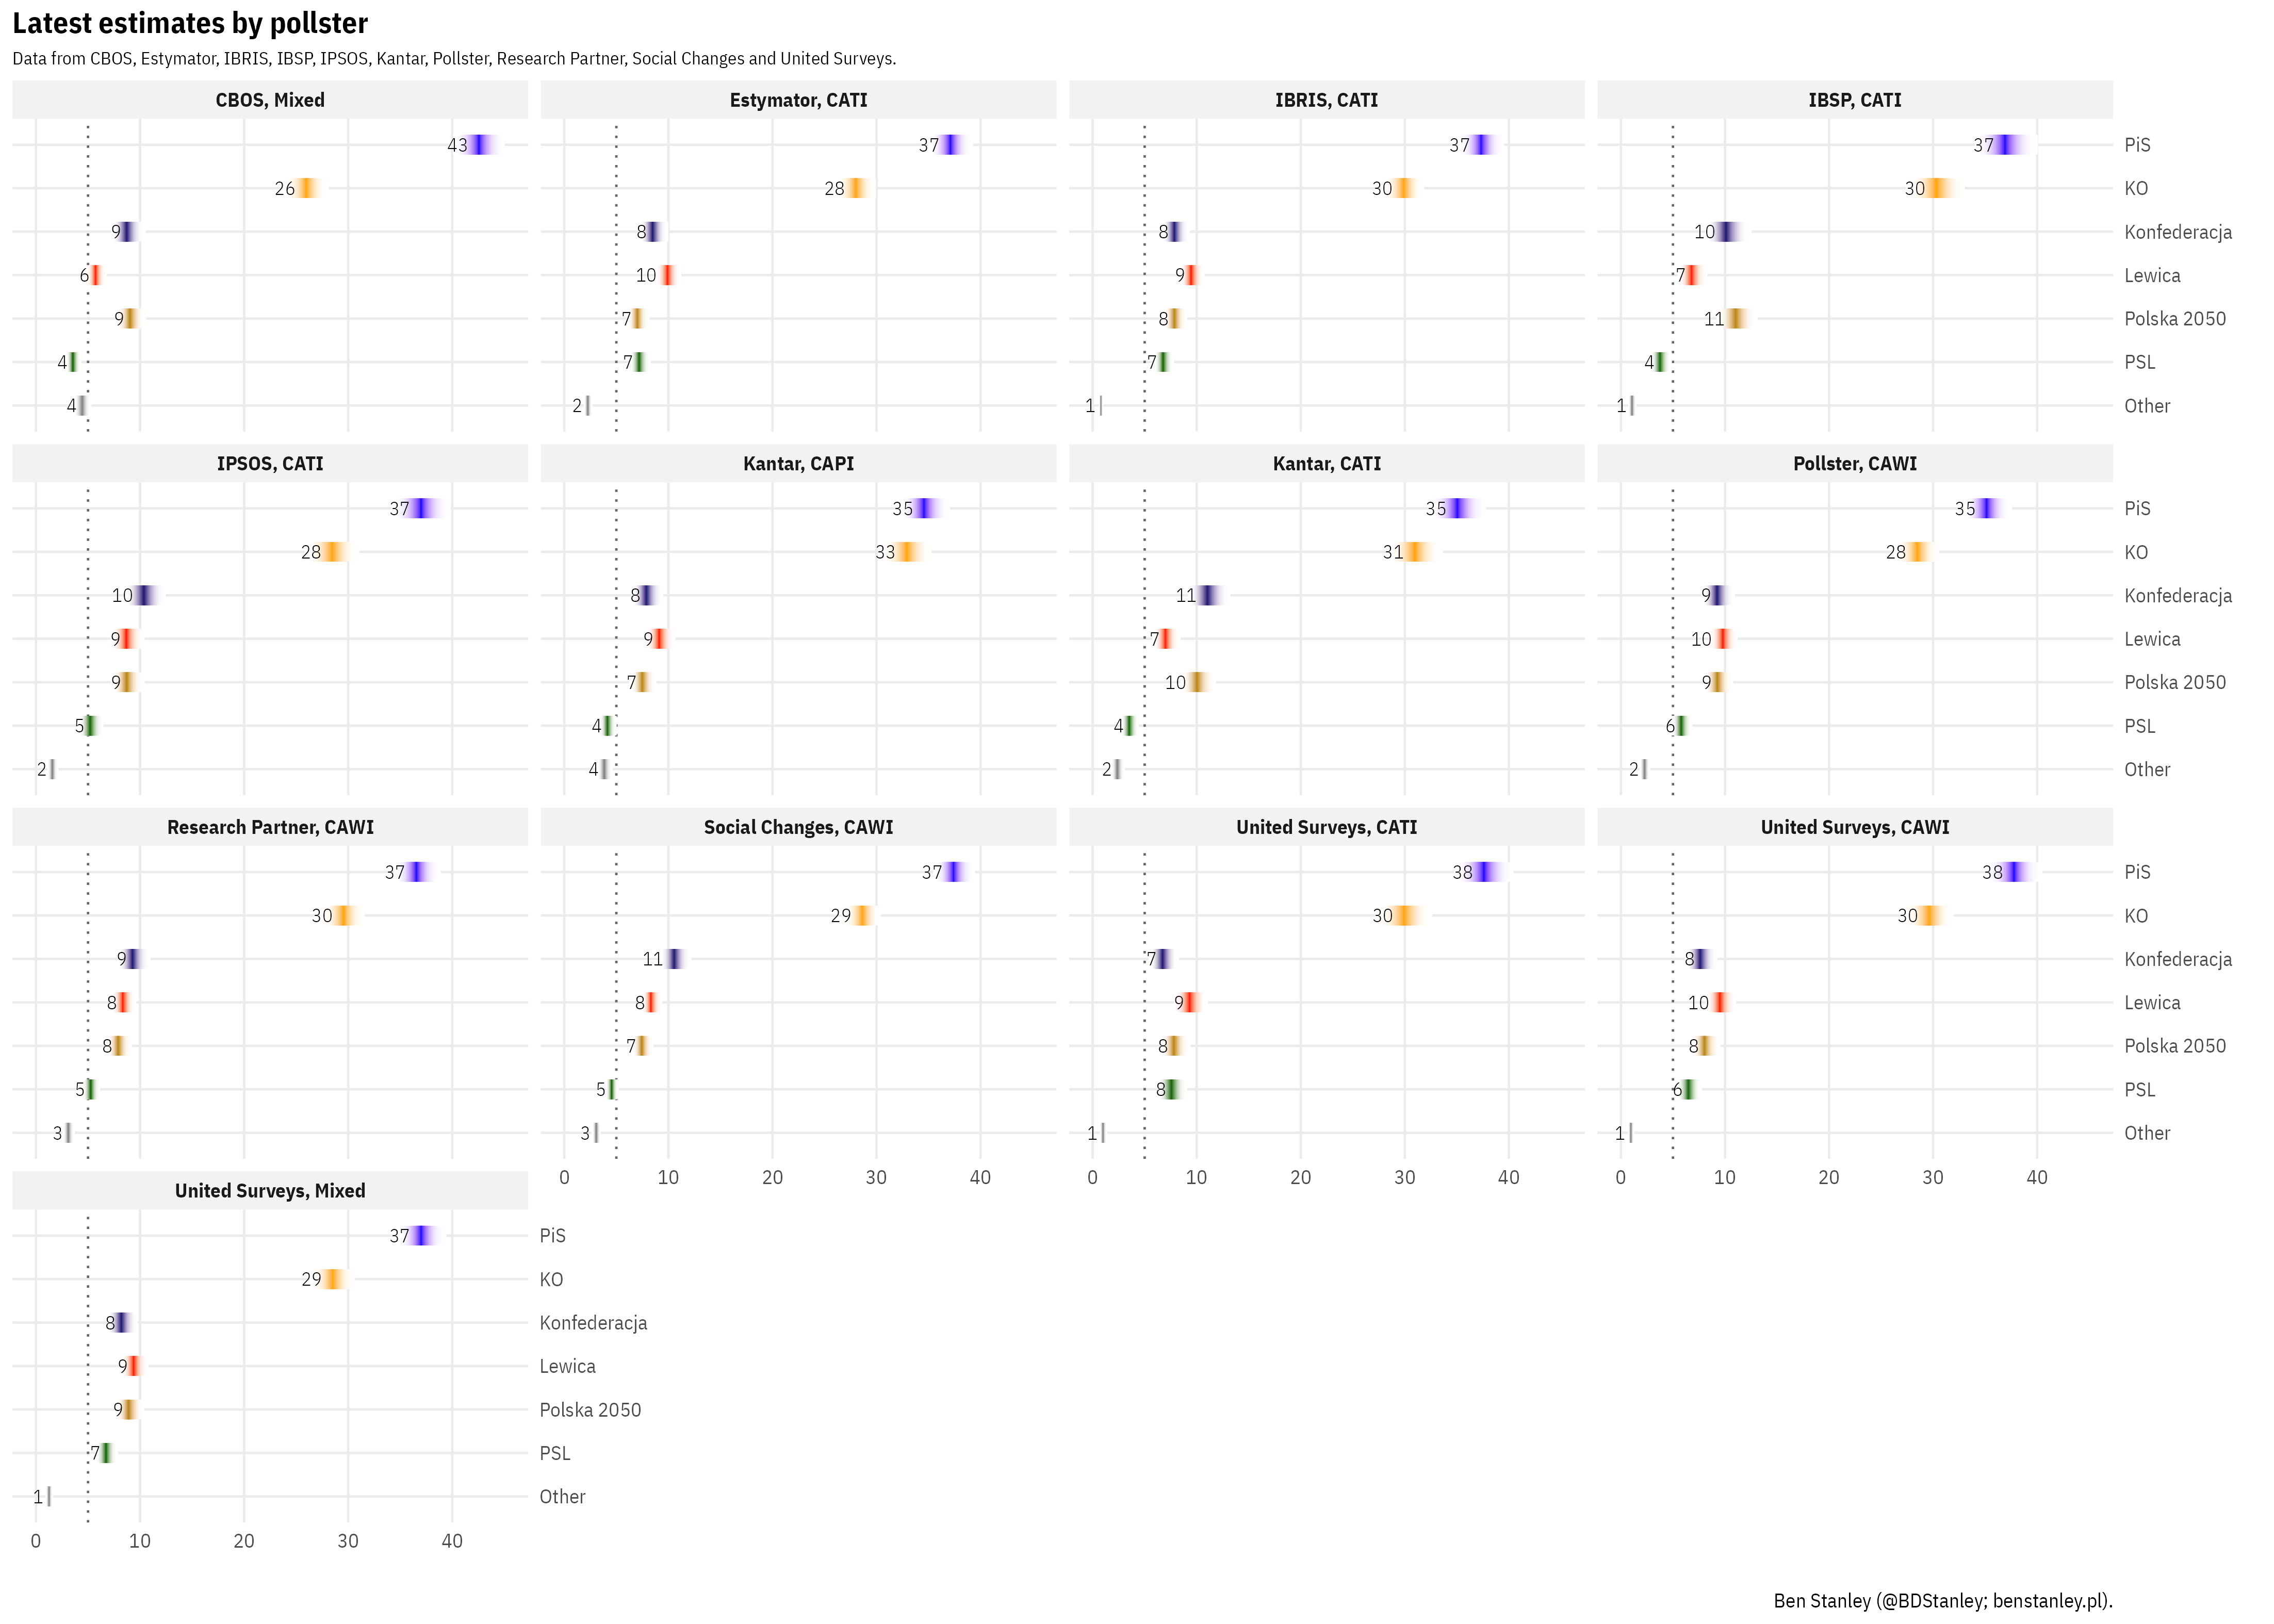 Latest estimates by pollster
Data from CBOS, Estymator, IBRIS, IBSP, IPSOS, Kantar, Pollster, Research Partner, Social Changes and United Surveys.
CBOS, Mixed Estymator, CATI IBRIS, CATI IBSP, CATI
43 37 37 37 PiS
26 28 30 30 KO
9 8 8 10 Konfederacja
6 10 9 7 Lewica
9 7 8 11 Polska 2050
4 7 7 4 PSL
4 2 1 1 Other
IPSOS, CATI Kantar, CAPI Kantar, CATI Pollster, CAWI
37 35 35 35 PiS
28 33 31 28 KO
10 8 11 9 Konfederacja
9 9 7 10 Lewica
9 7 10 9 Polska 2050
5 4 4 6 PSL
2 4 2 2 Other
Research Partner, CAWI Social Changes, CAWI United Surveys, CATI United Surveys, CAWI
37 37 38 38 PiS
30 29 30 30 KO
9 11 7 8 Konfederacja
8 8 9 10 Lewica
8 7 8 8 Polska 2050
5 5 8 6 PSL
3 3 1 1 Other
0 10 20 30 40 0 10 20 30 40 0 10 20 30 40
United Surveys, Mixed
37 PiS
29 KO
8 Konfederacja
9 Lewica
9 Polska 2050
7 PSL
1 Other
0 10 20 30 40
Ben Stanley (@BDStanley; benstanley.pl).